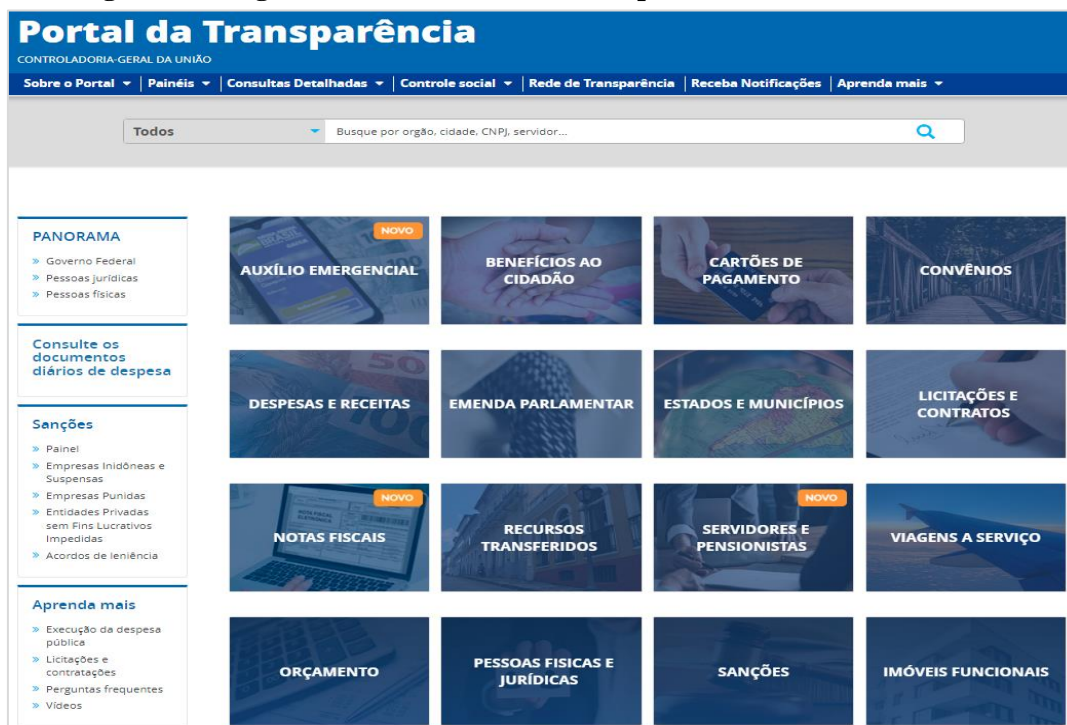 Portal da Transparência
CONTROLADORIA-GERAL DA UNIÃO
Sobre o Portal Painéis Consultas Detalhadas Controle social Rede de Transparência Receba Notificações Aprenda mais
Todos Busque por orgão, cidade, CNPJ, servidor...
PANORAMA
» Governo Federal
» Pessoas jurídicas
» Pessoas físicas
Consulte os
documentos
diários de despesa
Sanções
» Painel
» Empresas Inidôneas e
Suspensas
» Empresas Punidas
» Entidades Privadas
sem Fins Lucrativos
Impedidas
» Acordos de leniência
Aprenda mais
» Execução da despesa
pública
» Licitações e
contratações
» Perguntas frequentes
» Vídeos
NOVO
AUXÍLIO EMERGENCIAL
BENEFÍCIOS AO
CIDADÃO
CARTÕES DE
PAGAMENTO
CONVÊNIOS
DESPESAS E RECEITAS
EMENDA PARLAMENTAR
ESTADOS E MUNICÍPIOS
LICITAÇÕES E
CONTRATOS
NOVO
NOTAS FISCAIS
RECURSOS
TRANSFERIDOS
NOVO
SERVIDORES E
PENSIONISTAS
VIAGENS A SERVIÇO
ORÇAMENTO
PESSOAS FISICAS E
JURÍDICAS
SANÇÕES
IMÓVEIS FUNCIONAIS